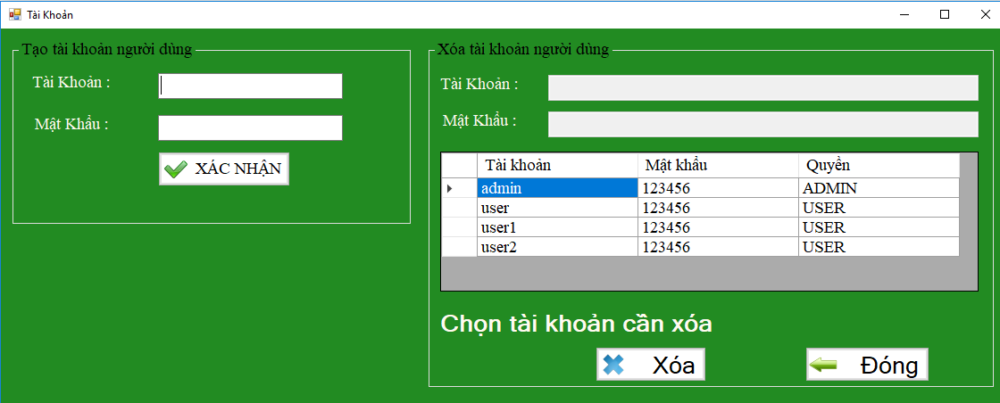 Tài Khoản
Tạo tài khoản người dùng
Tài Khoản :
Mật Khẩu :
XÁC NHẬN
Xóa tài khoản người dùng
Tài Khoản :
Mật Khẩu :
Tài khoản Mật khẩu Quyền
admin 123456 ADMIN
user 123456 USER
user1 123456 USER
user2 123456 USER
Chọn tài khoản cần xóa
Xóa Đóng